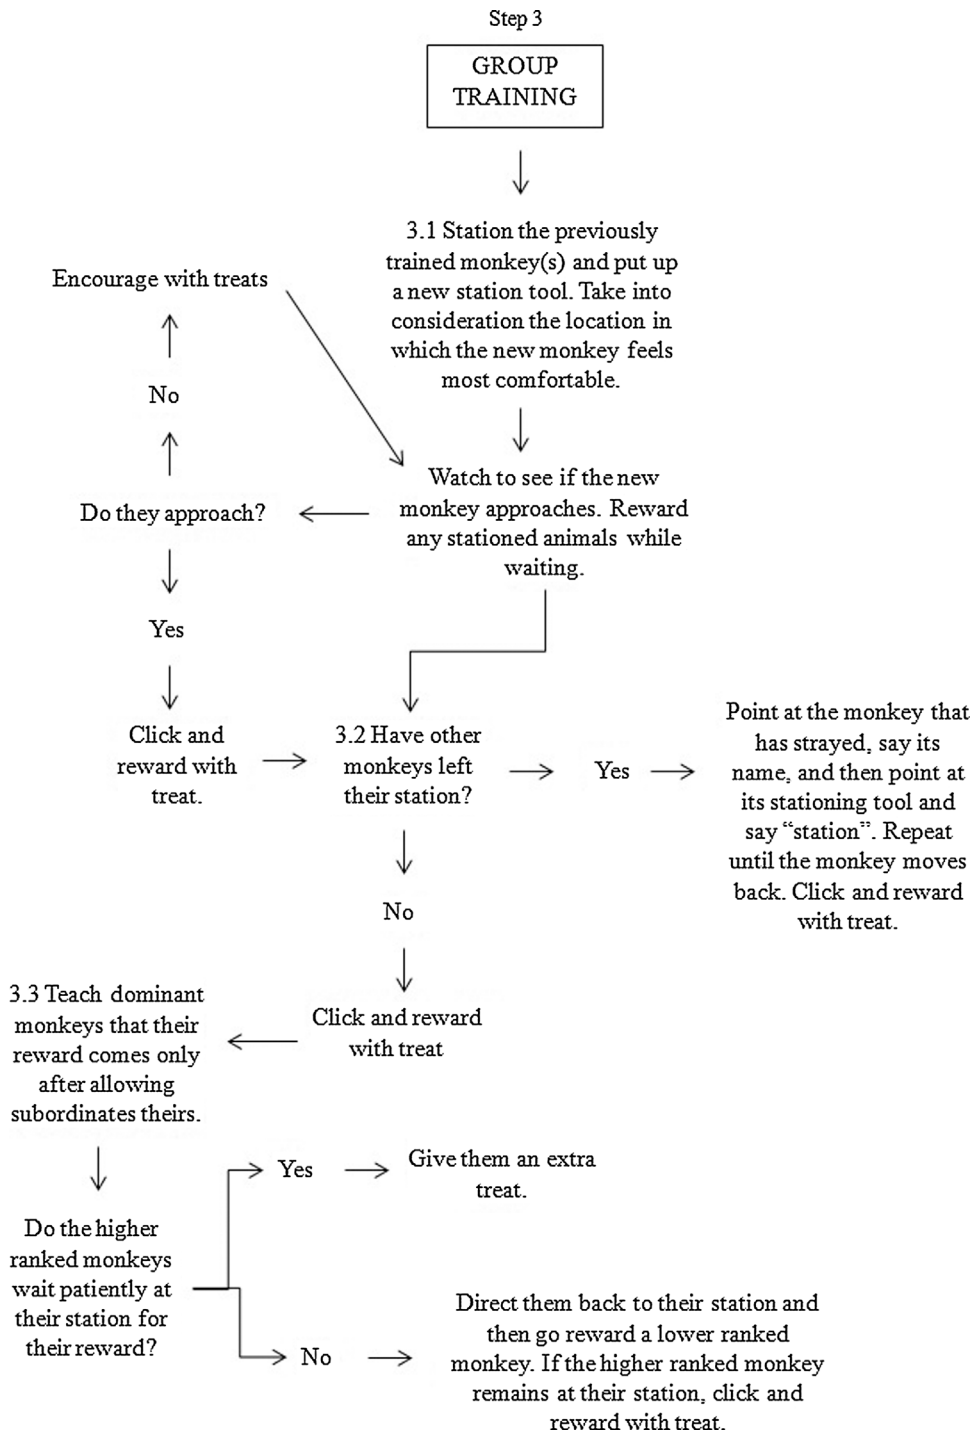 Step 3
GROUP
TRAINING
3.1 Station the previously
trained monkey(s) and put up
a new station tool. Take into
consideration the location in
which the new monkey feels
most comfortable.
Encourage with treats
No
Do they approach?
Watch to see if the new
monkey approaches. Reward
any stationed animals while
waiting.
Yes
Click and
reward with
treat.
3.2 Have other
monkeys left
their station?
Yes
Point at the monkey that
has strayed, say its
name, and then point at
its stationing tool and
say “station”. Repeat
until the monkey moves
back. Click and reward
with treat.
No
Click and reward
with treat
3.3 Teach dominant
monkeys that their
reward comes only
after allowing
subordinates theirs.
Do the higher
ranked monkeys
wait patiently at
their station for
their reward?
Yes
Give them an extra
treat.
No
Direct them back to their station and
then go reward a lower ranked
monkey. If the higher ranked monkey
remains at their station, click and
reward with treat.